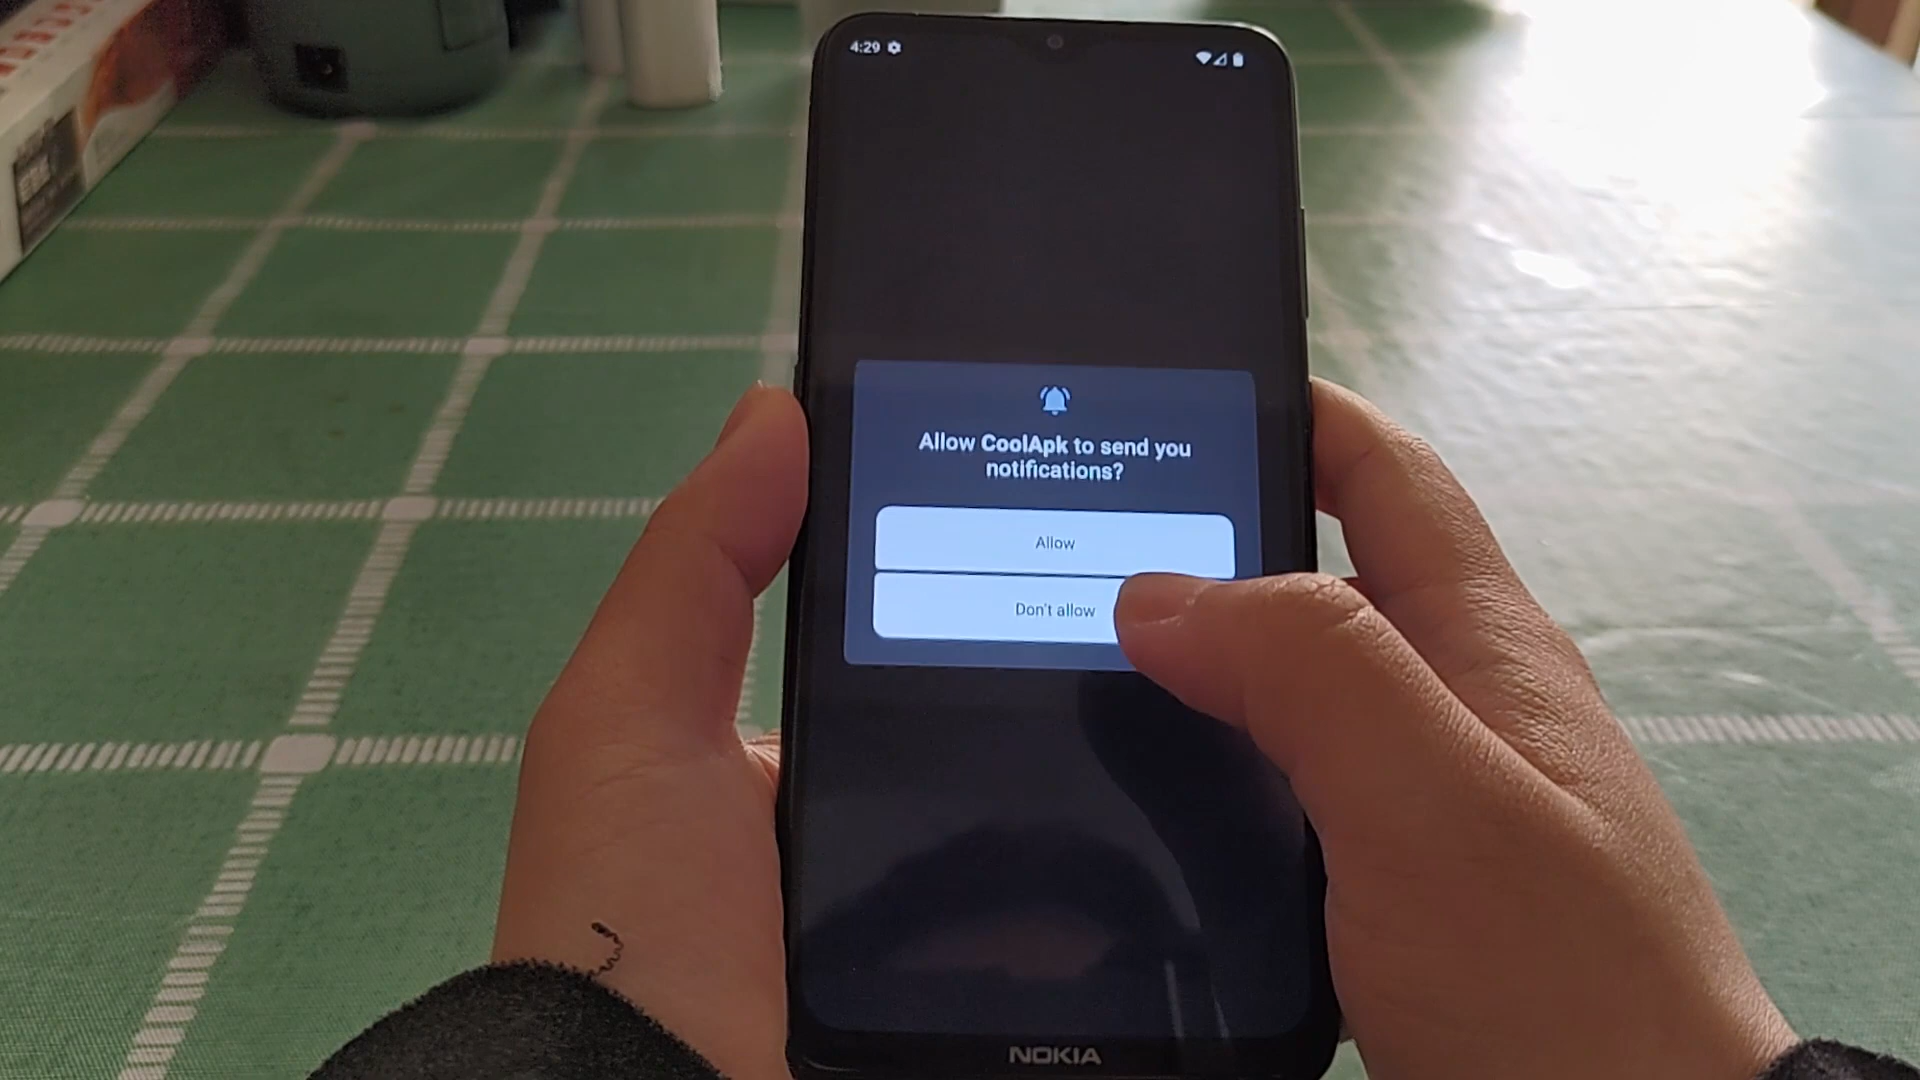 4:29
Allow CoolApk to send you
notifications?
Allow
Don't allow
NOKIA